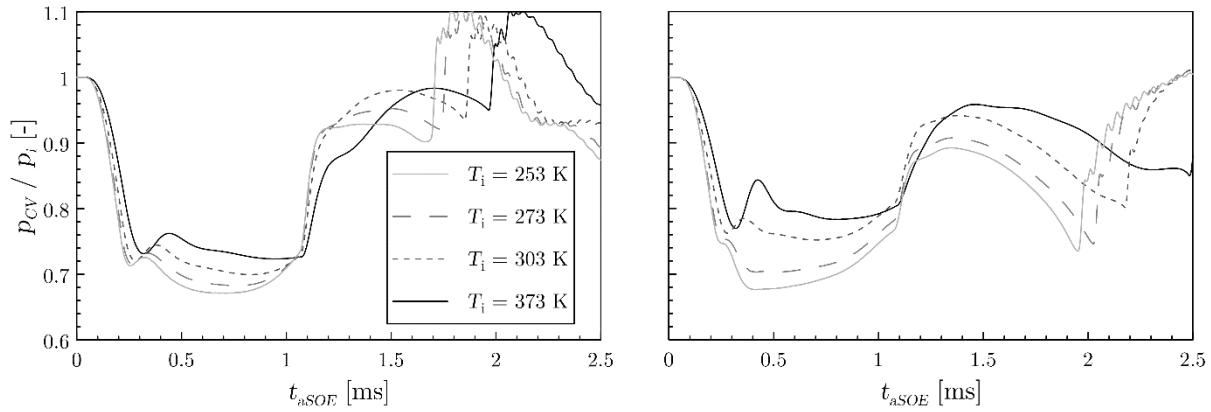 1.1
1
0.9
0.8
0.7
0.6
p_CV / p_i [-]
0 0.5 1 1.5 2 2.5
t_aSOE [ms]
T_i = 253 K
T_i = 273 K
T_i = 303 K
T_i = 373 K
0 0.5 1 1.5 2 2.5
t_aSOE [ms]